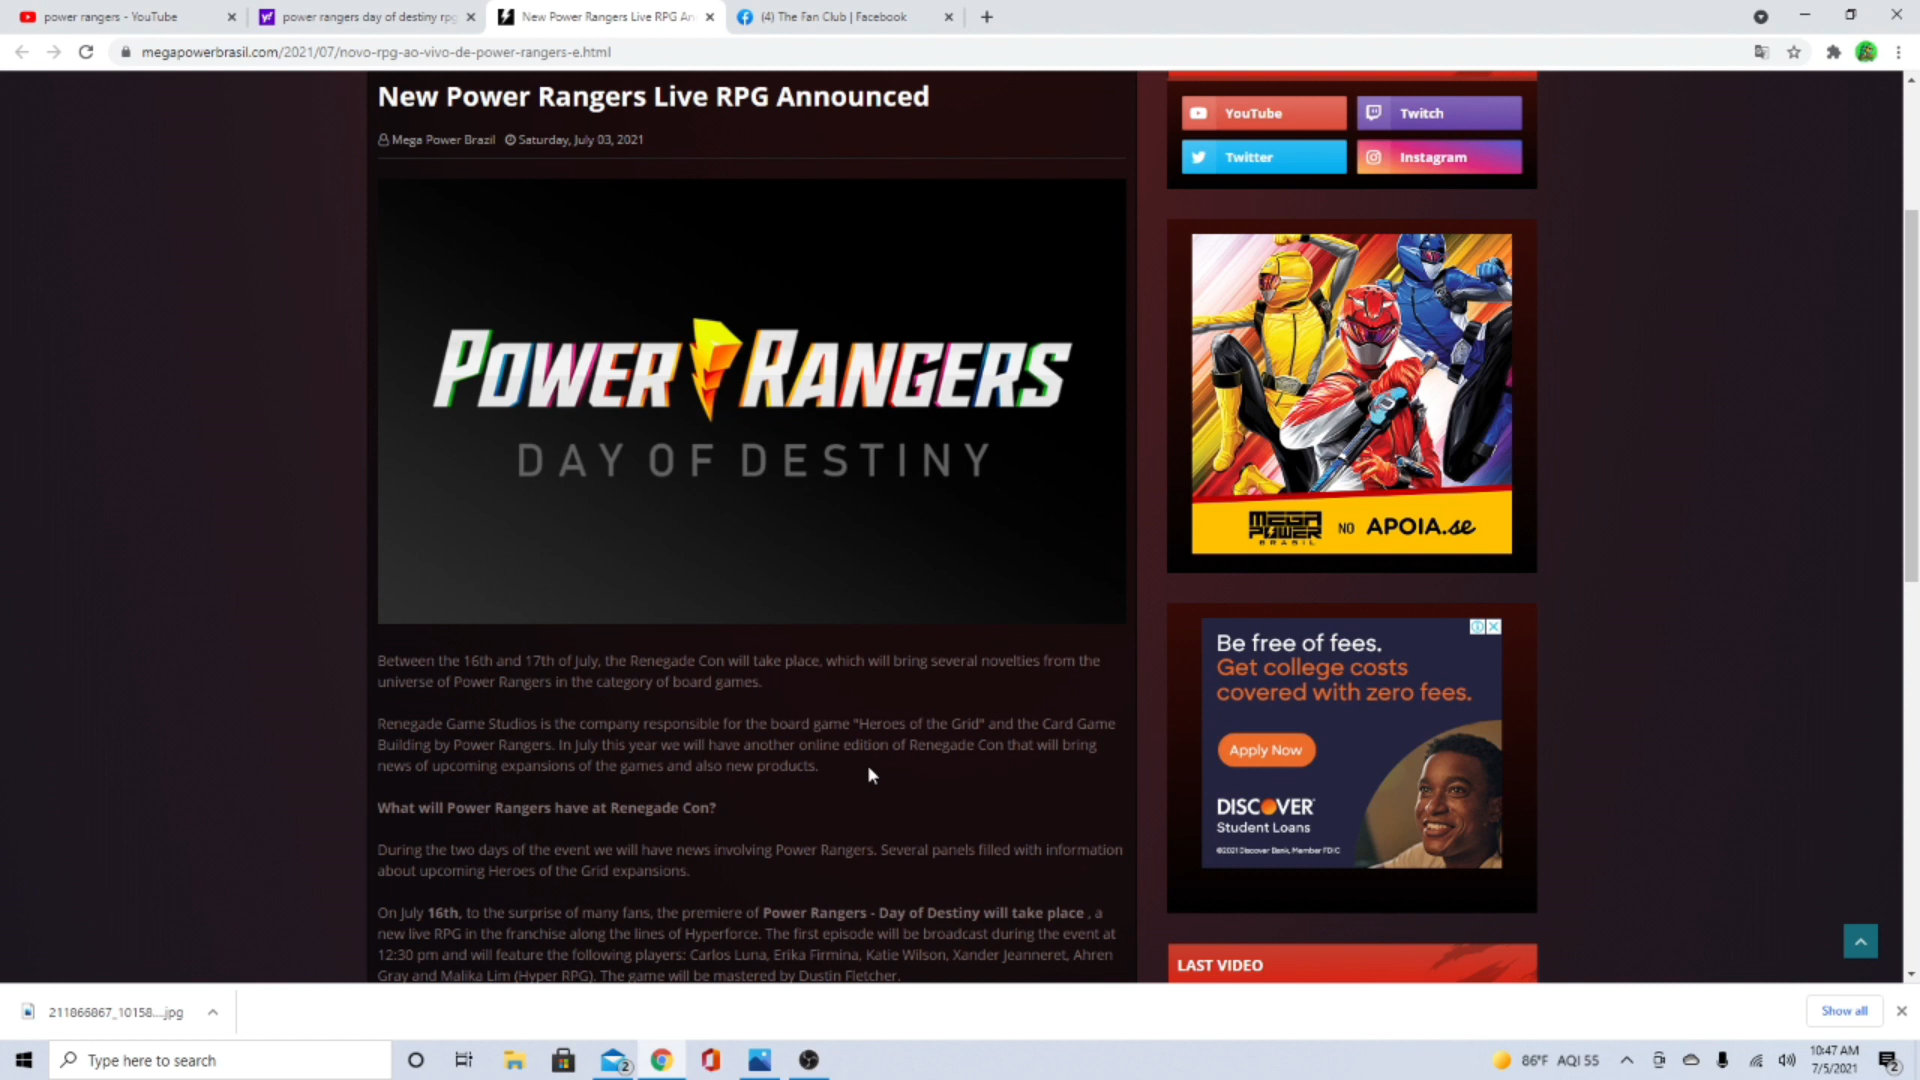 power rangers - YouTube
power rangers day of destiny rpg
New Power Rangers Live RPG An
(4) The Fan Club | Facebook
megapowerbrasil.com/2021/07/novo-rpg-ao-vivo-de-power-rangers-e.html
New Power Rangers Live RPG Announced
Mega Power Brazil Saturday, July 03, 2021
POWER RANGERS
DAY OF DESTINY
Between the 16th and 17th of July, the Renegade Con will take place, which will bring several novelties from the
universe of Power Rangers in the category of board games.
Renegade Game Studios is the company responsible for the board game "Heroes of the Grid" and the Card Game
Building by Power Rangers. In July this year we will have another online edition of Renegade Con that will bring
news of upcoming expansions of the games and also new products.
What will Power Rangers have at Renegade Con?
During the two days of the event we will have news involving Power Rangers. Several panels filled with information
about upcoming Heroes of the Grid expansions.
On July 16th, to the surprise of many fans, the premiere of Power Rangers - Day of Destiny will take place , a
new live RPG in the franchise along the lines of Hyperforce. The first episode will be broadcast during the event at
12:30 pm and will feature the following players: Carlos Luna, Erika Firmina, Katie Wilson, Xander Jeanneret, Ahren
Gray and Malika Lim (Hyper RPG). The game will be mastered by Dustin Fletcher.
YouTube
Twitch
Twitter
Instagram
MEGA
POWER
BRASIL
NO APOIA.se
Be free of fees.
Get college costs
covered with zero fees.
Apply Now
DISCOVER
Student Loans
©2021 Discover Bank, Member FDIC
LAST VIDEO
211866867_10158....jpg
Show all
Type here to search
2
86°F AQI 55
10:47 AM
7/5/2021
2